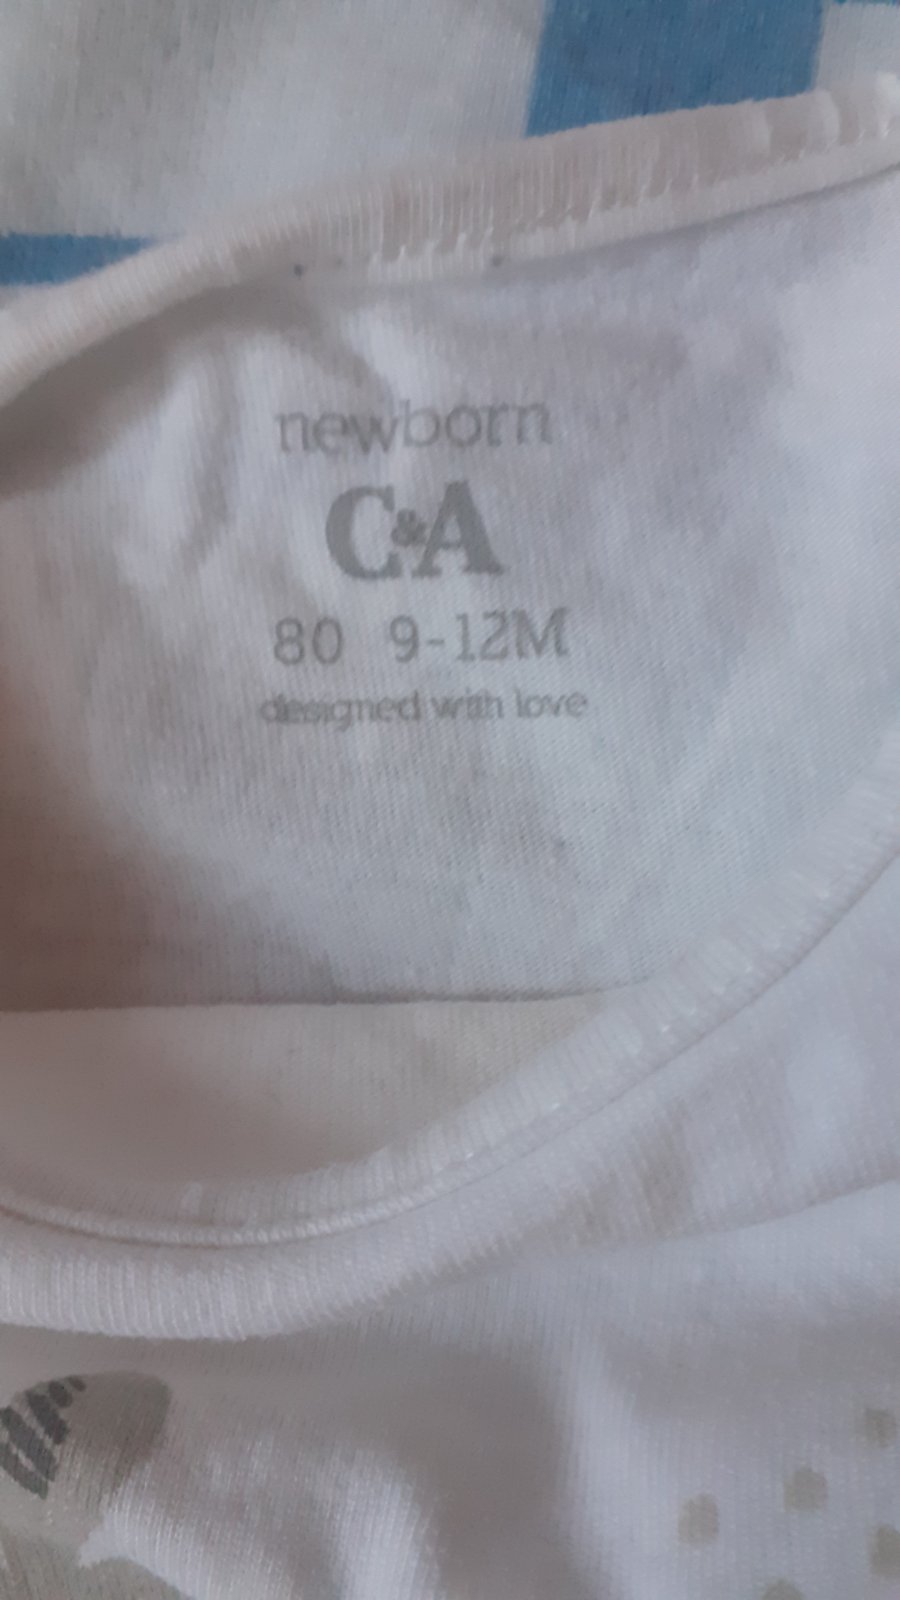 newborn
C&A
80 9-12M
designed with love